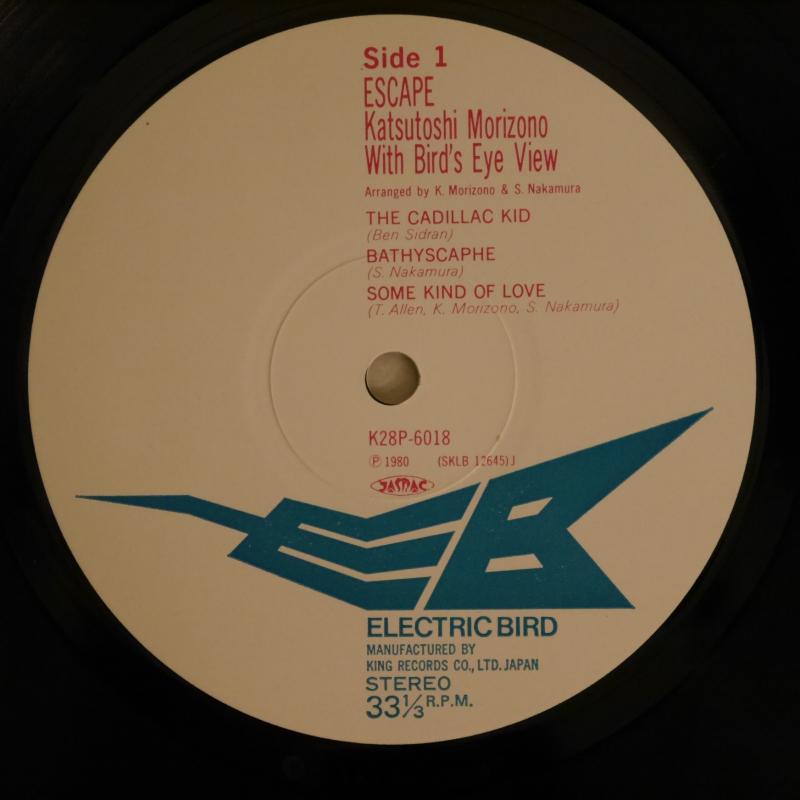 Side 1
ESCAPE
Katsutoshi Morizono
With Bird's Eye View
Arranged by K. Morizono & S. Nakamura
THE CADILLAC KID
(Ben Sidran)
BATHYSCAPHE
(S. Nakamura)
SOME KIND OF LOVE
(T. Allen, K. Morizono, S. Nakamura)
K28P-6018
Ⓟ 1980 (SKLB 12645) J
JASRAC
EB
ELECTRIC BIRD
MANUFACTURED BY
KING RECORDS CO., LTD. JAPAN
STEREO
33 1/3 R.P.M.